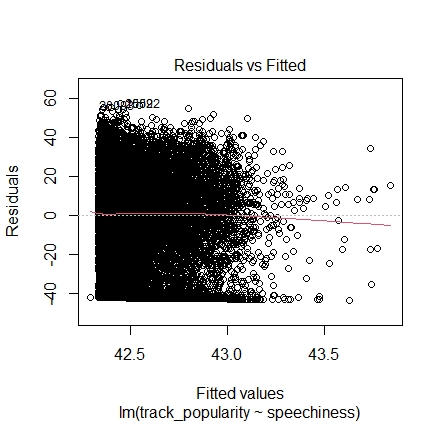 Residuals vs Fitted
Residuals
60
40
20
0
−20
−40
42.5 43.0 43.5
Fitted values
lm(track_popularity ~ speechiness)